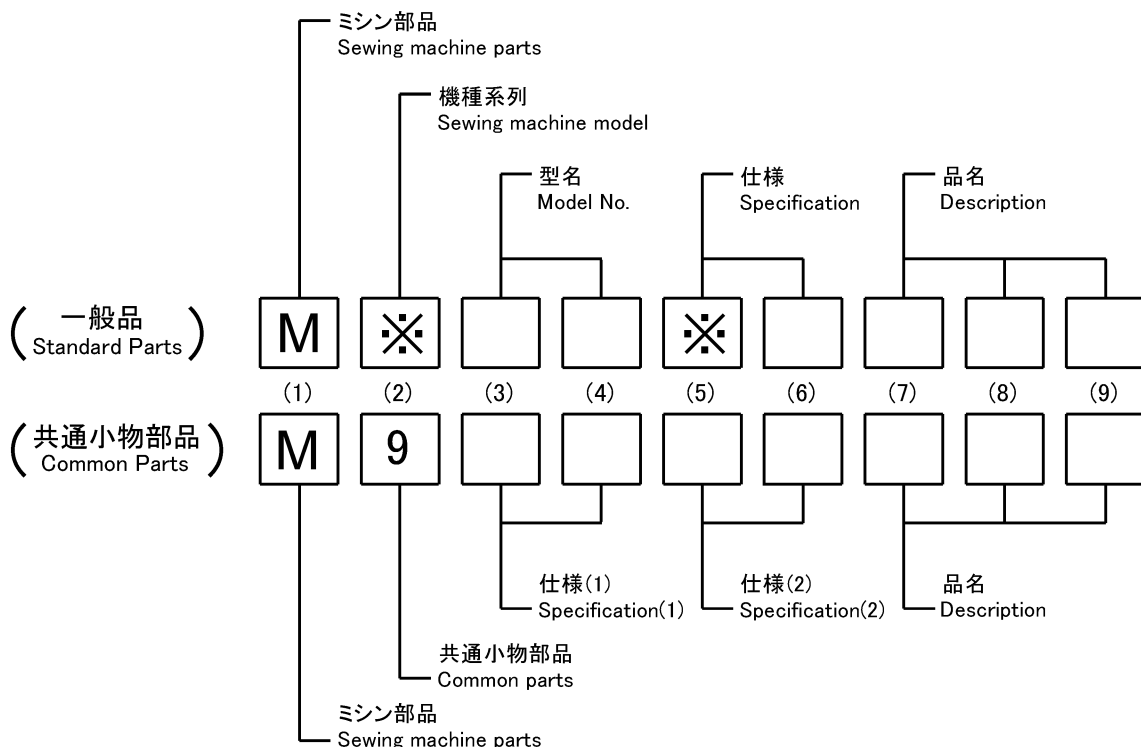 ミシン部品
Sewing machine parts
機種系列
Sewing machine model
型名
Model No.
仕様
Specification
品名
Description
(一般品
Standard Parts)
M ※ ※
(1) (2) (3) (4) (5) (6) (7) (8) (9)
(共通小物部品
Common Parts)
M 9
仕様(1)
Specification(1)
仕様(2)
Specification(2)
品名
Description
共通小物部品
Common parts
ミシン部品
Sewing machine parts